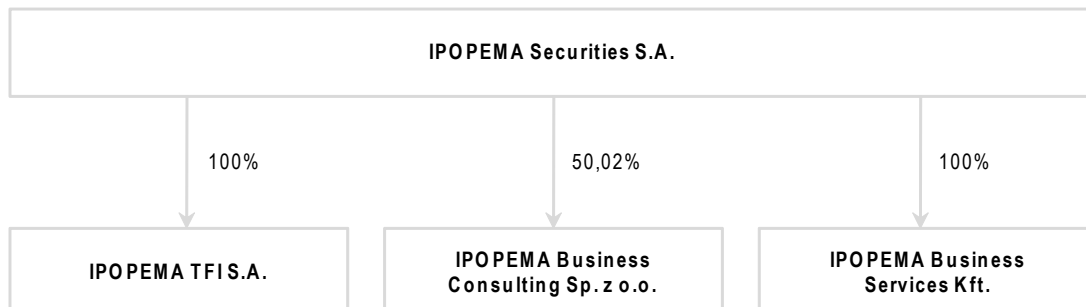 IPOPEMA Securities S.A.
100%
50,02%
100%
IPOPEMA TFI S.A.
IPOPEMA Business
Consulting Sp. z o.o.
IPOPEMA Business
Services Kft.